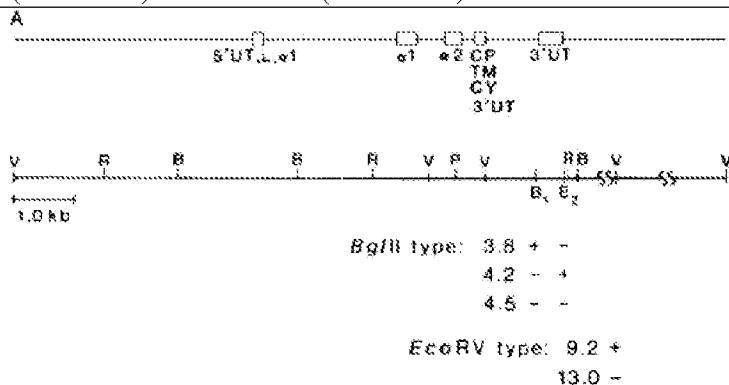 A
5'UT,L,α1 α1 α2 CP 3'UT
TM
CY
3'UT
V B B B B V P V B B V V
B₁ B₂
1.0 kb
BglII type: 3.8 + -
4.2 - +
4.5 - -
EcoRV type: 9.2 +
13.0 -